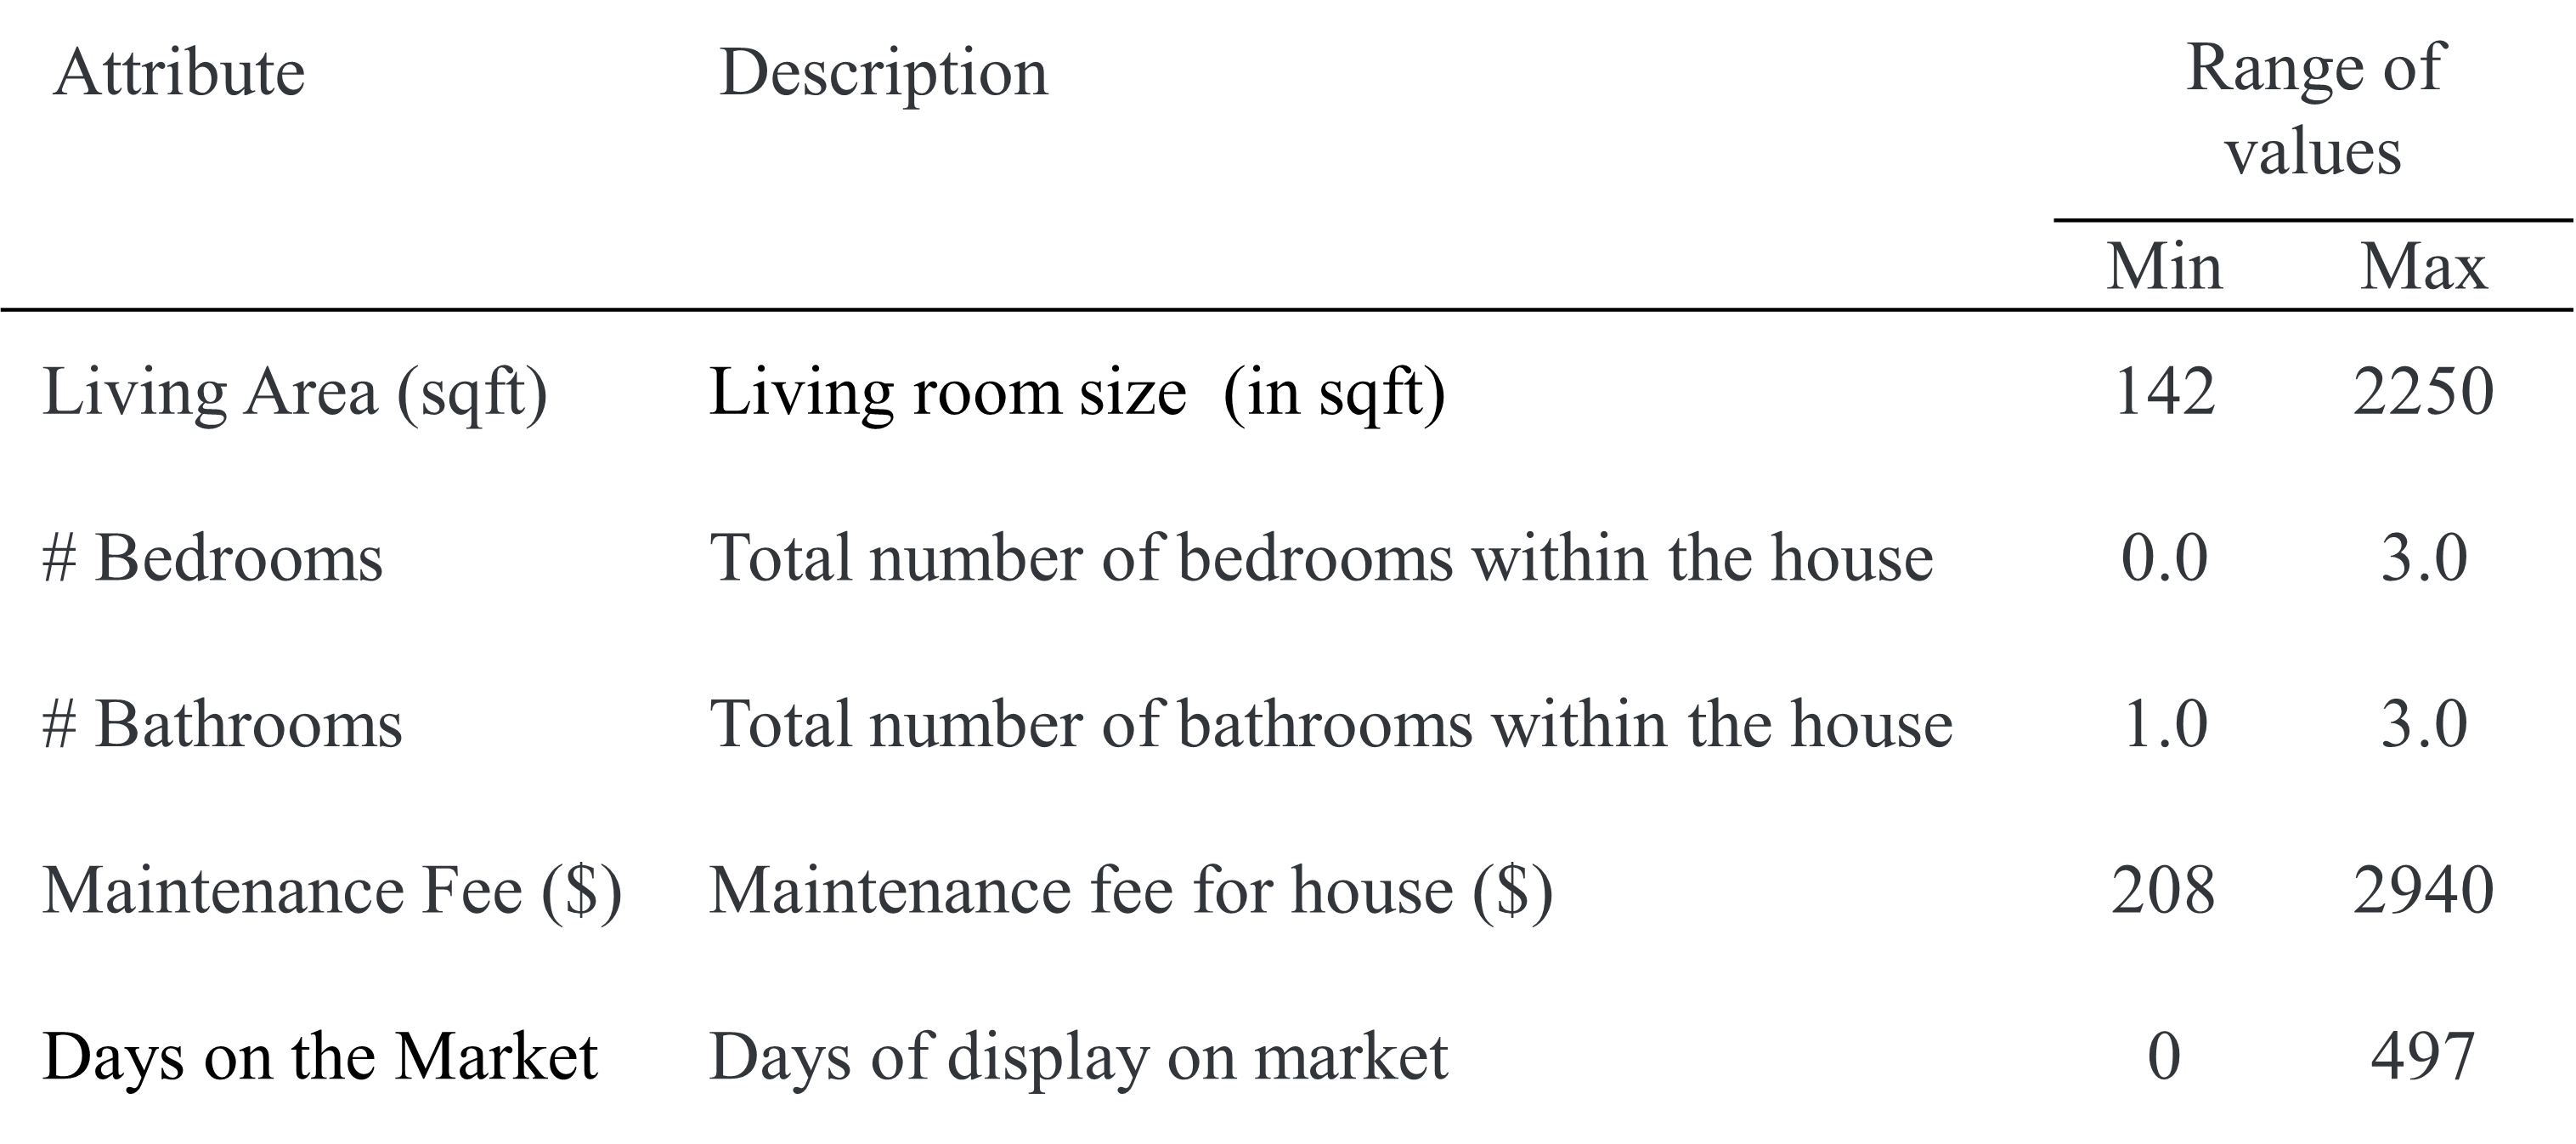 Attribute Description Range of
values
Min Max
Living Area (sqft) Living room size (in sqft) 142 2250
# Bedrooms Total number of bedrooms within the house 0.0 3.0
# Bathrooms Total number of bathrooms within the house 1.0 3.0
Maintenance Fee ($) Maintenance fee for house ($) 208 2940
Days on the Market Days of display on market 0 497